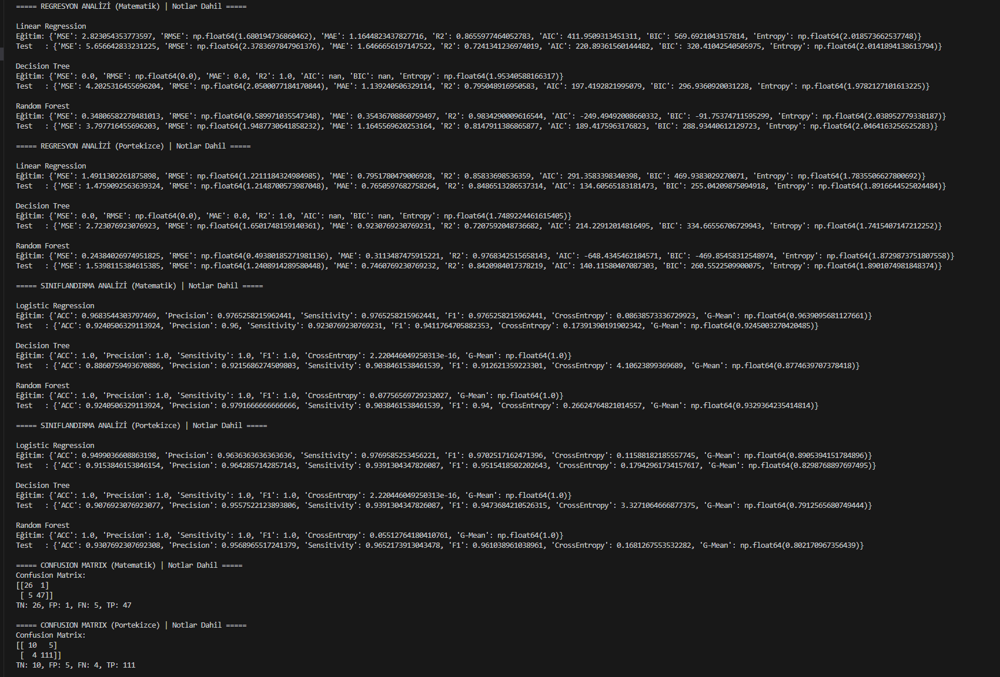 ===== REGRESYON ANALİZİ (Matematik) | Notlar Dahil =====
Linear Regression
Eğitim: {'MSE': 2.823054353773597, 'RMSE': np.float64(1.680194736860462), 'MAE': 1.1644823437827716, 'R2': 0.8655977464052783, 'AIC': 411.9509313451311, 'BIC': 569.6921043157814, 'Entropy': np.float64(2.018573662537748)}
Test   : {'MSE': 5.656642833231225, 'RMSE': np.float64(2.3783697847961376), 'MAE': 1.6466656197147522, 'R2': 0.7241341236974019, 'AIC': 220.89361560144482, 'BIC': 320.41042540505975, 'Entropy': np.float64(2.0141894138613794)}
Decision Tree
Eğitim: {'MSE': 0.0, 'RMSE': np.float64(0.0), 'MAE': 0.0, 'R2': 1.0, 'AIC': nan, 'BIC': nan, 'Entropy': np.float64(1.95340588166317)}
Test   : {'MSE': 4.2025316455696204, 'RMSE': np.float64(2.0500077184170844), 'MAE': 1.139240506329114, 'R2': 0.795048916950583, 'AIC': 197.4192821995079, 'BIC': 296.9360920031228, 'Entropy': np.float64(1.9782127101613225)}
Random Forest
Eğitim: {'MSE': 0.34806582278481013, 'RMSE': np.float64(0.589971035547348), 'MAE': 0.35436708860759497, 'R2': 0.9834290009616544, 'AIC': -249.49492008660332, 'BIC': -91.75374711595299, 'Entropy': np.float64(2.038952779338187)}
Test   : {'MSE': 3.797716455696203, 'RMSE': np.float64(1.9487730641858232), 'MAE': 1.1645569620253164, 'R2': 0.8147911386865877, 'AIC': 189.4175963176823, 'BIC': 288.93440612129723, 'Entropy': np.float64(2.0464163256525283)}
===== REGRESYON ANALİZİ (Portekizce) | Notlar Dahil =====
Linear Regression
Eğitim: {'MSE': 1.4911302261875898, 'RMSE': np.float64(1.2211184324984985), 'MAE': 0.7951780479006928, 'R2': 0.85833698536359, 'AIC': 291.3583398340398, 'BIC': 469.9383029270071, 'Entropy': np.float64(1.7835506627800692)}
Test   : {'MSE': 1.4759092563639324, 'RMSE': np.float64(1.2148700573987048), 'MAE': 0.7650597682758264, 'R2': 0.8486513286537314, 'AIC': 134.60565183181473, 'BIC': 255.04209875094918, 'Entropy': np.float64(1.8916644525024484)}
Decision Tree
Eğitim: {'MSE': 0.0, 'RMSE': np.float64(0.0), 'MAE': 0.0, 'R2': 1.0, 'AIC': nan, 'BIC': nan, 'Entropy': np.float64(1.7489224461615405)}
Test   : {'MSE': 2.723076923076923, 'RMSE': np.float64(1.6501748159140361), 'MAE': 0.9230769230769231, 'R2': 0.7207592048736682, 'AIC': 214.22912014816495, 'BIC': 334.66556706729943, 'Entropy': np.float64(1.7415407147212252)}
Random Forest
Eğitim: {'MSE': 0.24384026974951825, 'RMSE': np.float64(0.49380185271981136), 'MAE': 0.3113487475915221, 'R2': 0.9768342515658143, 'AIC': -648.4345462184571, 'BIC': -469.85458312548974, 'Entropy': np.float64(1.8729873751807558)}
Test   : {'MSE': 1.5398115384615385, 'RMSE': np.float64(1.2408914289580448), 'MAE': 0.7460769230769232, 'R2': 0.8420984017378219, 'AIC': 140.11580407087303, 'BIC': 260.5522509900075, 'Entropy': np.float64(1.8901074981848374)}
===== SINIFLANDIRMA ANALİZİ (Matematik) | Notlar Dahil =====
Logistic Regression
Eğitim: {'ACC': 0.9683544303797469, 'Precision': 0.9765258215962441, 'Sensitivity': 0.9765258215962441, 'F1': 0.9765258215962441, 'CrossEntropy': 0.08638573336729923, 'G-Mean': np.float64(0.9639095681127661)}
Test   : {'ACC': 0.9240506329113924, 'Precision': 0.96, 'Sensitivity': 0.9230769230769231, 'F1': 0.9411764705882353, 'CrossEntropy': 0.17391390191902342, 'G-Mean': np.float64(0.9245003270420485)}
Decision Tree
Eğitim: {'ACC': 1.0, 'Precision': 1.0, 'Sensitivity': 1.0, 'F1': 1.0, 'CrossEntropy': 2.220446049250313e-16, 'G-Mean': np.float64(1.0)}
Test   : {'ACC': 0.8860759493670886, 'Precision': 0.9215686274509803, 'Sensitivity': 0.9038461538461539, 'F1': 0.912621359223301, 'CrossEntropy': 4.10623899369689, 'G-Mean': np.float64(0.8774639707378418)}
Random Forest
Eğitim: {'ACC': 1.0, 'Precision': 1.0, 'Sensitivity': 1.0, 'F1': 1.0, 'CrossEntropy': 0.07756569729232027, 'G-Mean': np.float64(1.0)}
Test   : {'ACC': 0.9240506329113924, 'Precision': 0.9791666666666666, 'Sensitivity': 0.9038461538461539, 'F1': 0.94, 'CrossEntropy': 0.26624764821014557, 'G-Mean': np.float64(0.9329364235414814)}
===== SINIFLANDIRMA ANALİZİ (Portekizce) | Notlar Dahil =====
Logistic Regression
Eğitim: {'ACC': 0.9499036608863198, 'Precision': 0.9636363636363636, 'Sensitivity': 0.9769585253456221, 'F1': 0.9702517162471396, 'CrossEntropy': 0.11588182185557745, 'G-Mean': np.float64(0.8905394151784896)}
Test   : {'ACC': 0.9153846153846154, 'Precision': 0.9642857142857143, 'Sensitivity': 0.9391304347826087, 'F1': 0.9515418502202643, 'CrossEntropy': 0.17942961734157617, 'G-Mean': np.float64(0.8298768897697495)}
Decision Tree
Eğitim: {'ACC': 1.0, 'Precision': 1.0, 'Sensitivity': 1.0, 'F1': 1.0, 'CrossEntropy': 2.220446049250313e-16, 'G-Mean': np.float64(1.0)}
Test   : {'ACC': 0.9076923076923077, 'Precision': 0.9557522123893806, 'Sensitivity': 0.9391304347826087, 'F1': 0.9473684210526315, 'CrossEntropy': 3.3271064666877375, 'G-Mean': np.float64(0.7912565680749444)}
Random Forest
Eğitim: {'ACC': 1.0, 'Precision': 1.0, 'Sensitivity': 1.0, 'F1': 1.0, 'CrossEntropy': 0.05512764180410761, 'G-Mean': np.float64(1.0)}
Test   : {'ACC': 0.9307692307692308, 'Precision': 0.9568965517241379, 'Sensitivity': 0.9652173913043478, 'F1': 0.961038961038961, 'CrossEntropy': 0.1681267553532282, 'G-Mean': np.float64(0.802170967356439)}
===== CONFUSION MATRIX (Matematik) | Notlar Dahil =====
Confusion Matrix:
[[26  1]
 [ 5 47]]
TN: 26, FP: 1, FN: 5, TP: 47
===== CONFUSION MATRIX (Portekizce) | Notlar Dahil =====
Confusion Matrix:
[[ 10   5]
 [  4 111]]
TN: 10, FP: 5, FN: 4, TP: 111